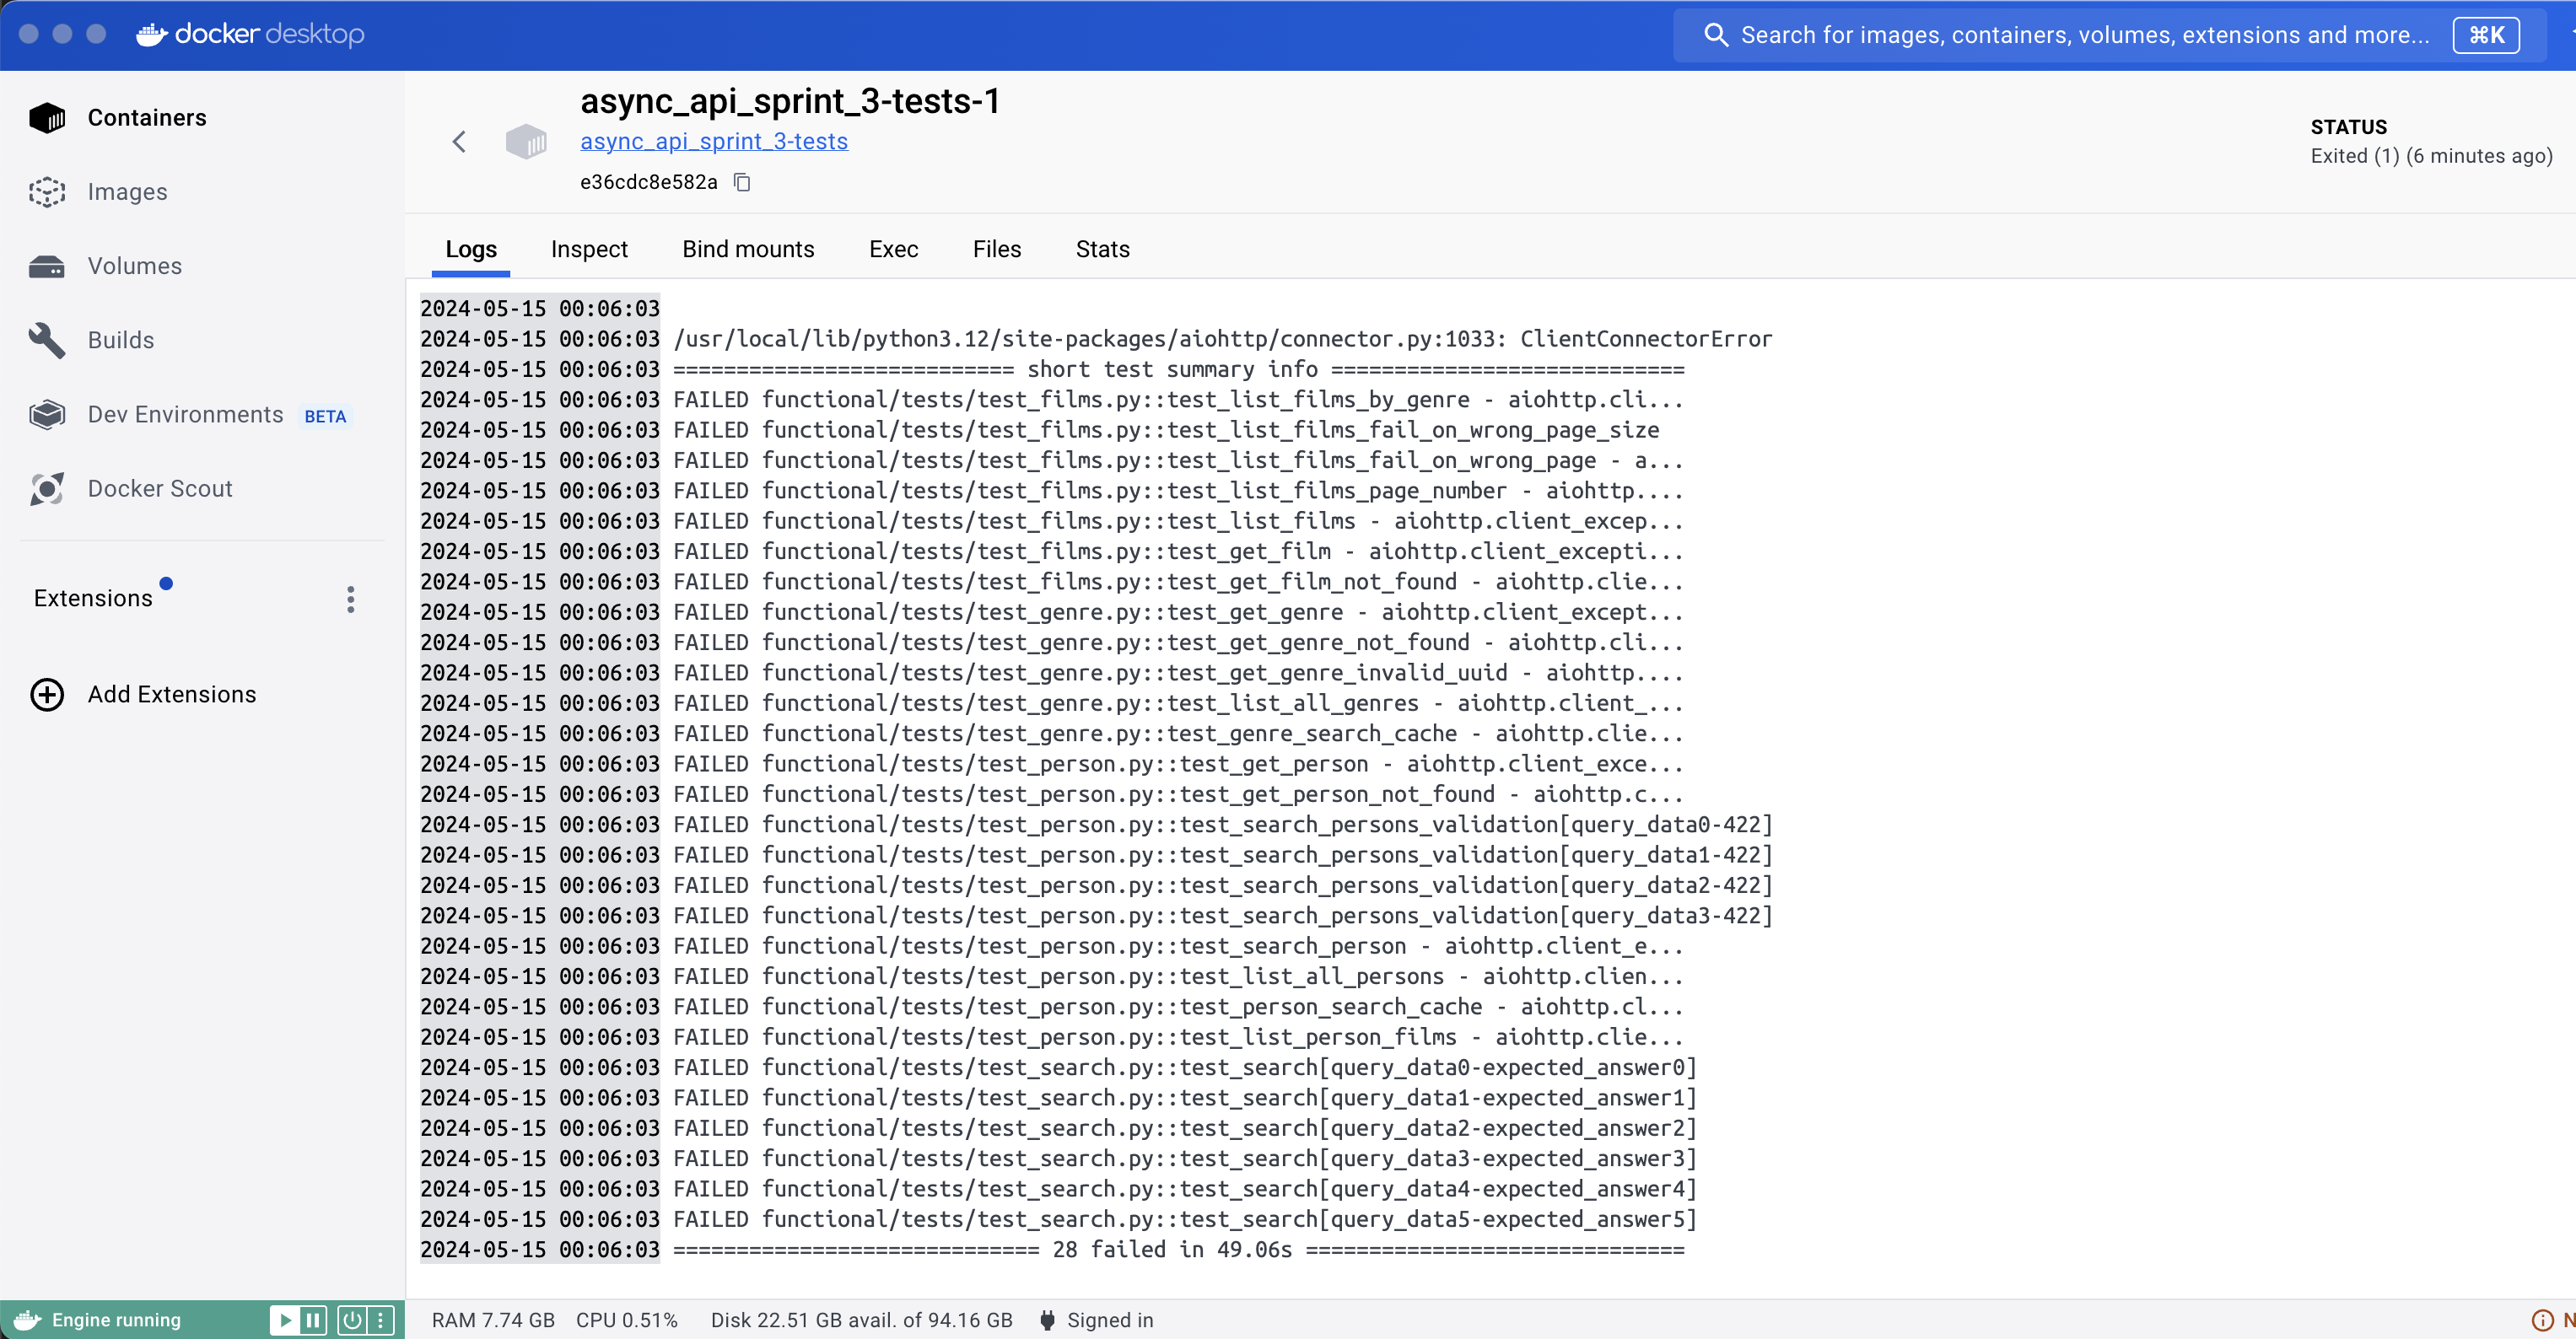 docker desktop
Search for images, containers, volumes, extensions and more...
⌘K
Containers
Images
Volumes
Builds
Dev Environments BETA
Docker Scout
Extensions
Add Extensions
async_api_sprint_3-tests-1
async_api_sprint_3-tests
e36cdc8e582a
STATUS
Exited (1) (6 minutes ago)
Logs Inspect Bind mounts Exec Files Stats
2024-05-15 00:06:03
2024-05-15 00:06:03 /usr/local/lib/python3.12/site-packages/aiohttp/connector.py:1033: ClientConnectorError
2024-05-15 00:06:03 =========================== short test summary info ============================
2024-05-15 00:06:03 FAILED functional/tests/test_films.py::test_list_films_by_genre - aiohttp.cli...
2024-05-15 00:06:03 FAILED functional/tests/test_films.py::test_list_films_fail_on_wrong_page_size
2024-05-15 00:06:03 FAILED functional/tests/test_films.py::test_list_films_fail_on_wrong_page - a...
2024-05-15 00:06:03 FAILED functional/tests/test_films.py::test_list_films_page_number - aiohttp....
2024-05-15 00:06:03 FAILED functional/tests/test_films.py::test_list_films - aiohttp.client_excep...
2024-05-15 00:06:03 FAILED functional/tests/test_films.py::test_get_film - aiohttp.client_excepti...
2024-05-15 00:06:03 FAILED functional/tests/test_films.py::test_get_film_not_found - aiohttp.clie...
2024-05-15 00:06:03 FAILED functional/tests/test_genre.py::test_get_genre - aiohttp.client_except...
2024-05-15 00:06:03 FAILED functional/tests/test_genre.py::test_get_genre_not_found - aiohttp.cli...
2024-05-15 00:06:03 FAILED functional/tests/test_genre.py::test_get_genre_invalid_uuid - aiohttp....
2024-05-15 00:06:03 FAILED functional/tests/test_genre.py::test_list_all_genres - aiohttp.client_...
2024-05-15 00:06:03 FAILED functional/tests/test_genre.py::test_genre_search_cache - aiohttp.clie...
2024-05-15 00:06:03 FAILED functional/tests/test_person.py::test_get_person - aiohttp.client_exce...
2024-05-15 00:06:03 FAILED functional/tests/test_person.py::test_get_person_not_found - aiohttp.c...
2024-05-15 00:06:03 FAILED functional/tests/test_person.py::test_search_persons_validation[query_data0-422]
2024-05-15 00:06:03 FAILED functional/tests/test_person.py::test_search_persons_validation[query_data1-422]
2024-05-15 00:06:03 FAILED functional/tests/test_person.py::test_search_persons_validation[query_data2-422]
2024-05-15 00:06:03 FAILED functional/tests/test_person.py::test_search_persons_validation[query_data3-422]
2024-05-15 00:06:03 FAILED functional/tests/test_person.py::test_search_person - aiohttp.client_e...
2024-05-15 00:06:03 FAILED functional/tests/test_person.py::test_list_all_persons - aiohttp.clien...
2024-05-15 00:06:03 FAILED functional/tests/test_person.py::test_person_search_cache - aiohttp.cl...
2024-05-15 00:06:03 FAILED functional/tests/test_person.py::test_list_person_films - aiohttp.clie...
2024-05-15 00:06:03 FAILED functional/tests/test_search.py::test_search[query_data0-expected_answer0]
2024-05-15 00:06:03 FAILED functional/tests/test_search.py::test_search[query_data1-expected_answer1]
2024-05-15 00:06:03 FAILED functional/tests/test_search.py::test_search[query_data2-expected_answer2]
2024-05-15 00:06:03 FAILED functional/tests/test_search.py::test_search[query_data3-expected_answer3]
2024-05-15 00:06:03 FAILED functional/tests/test_search.py::test_search[query_data4-expected_answer4]
2024-05-15 00:06:03 FAILED functional/tests/test_search.py::test_search[query_data5-expected_answer5]
2024-05-15 00:06:03 ============================= 28 failed in 49.06s ==============================
Engine running
RAM 7.74 GB CPU 0.51% Disk 22.51 GB avail. of 94.16 GB Signed in